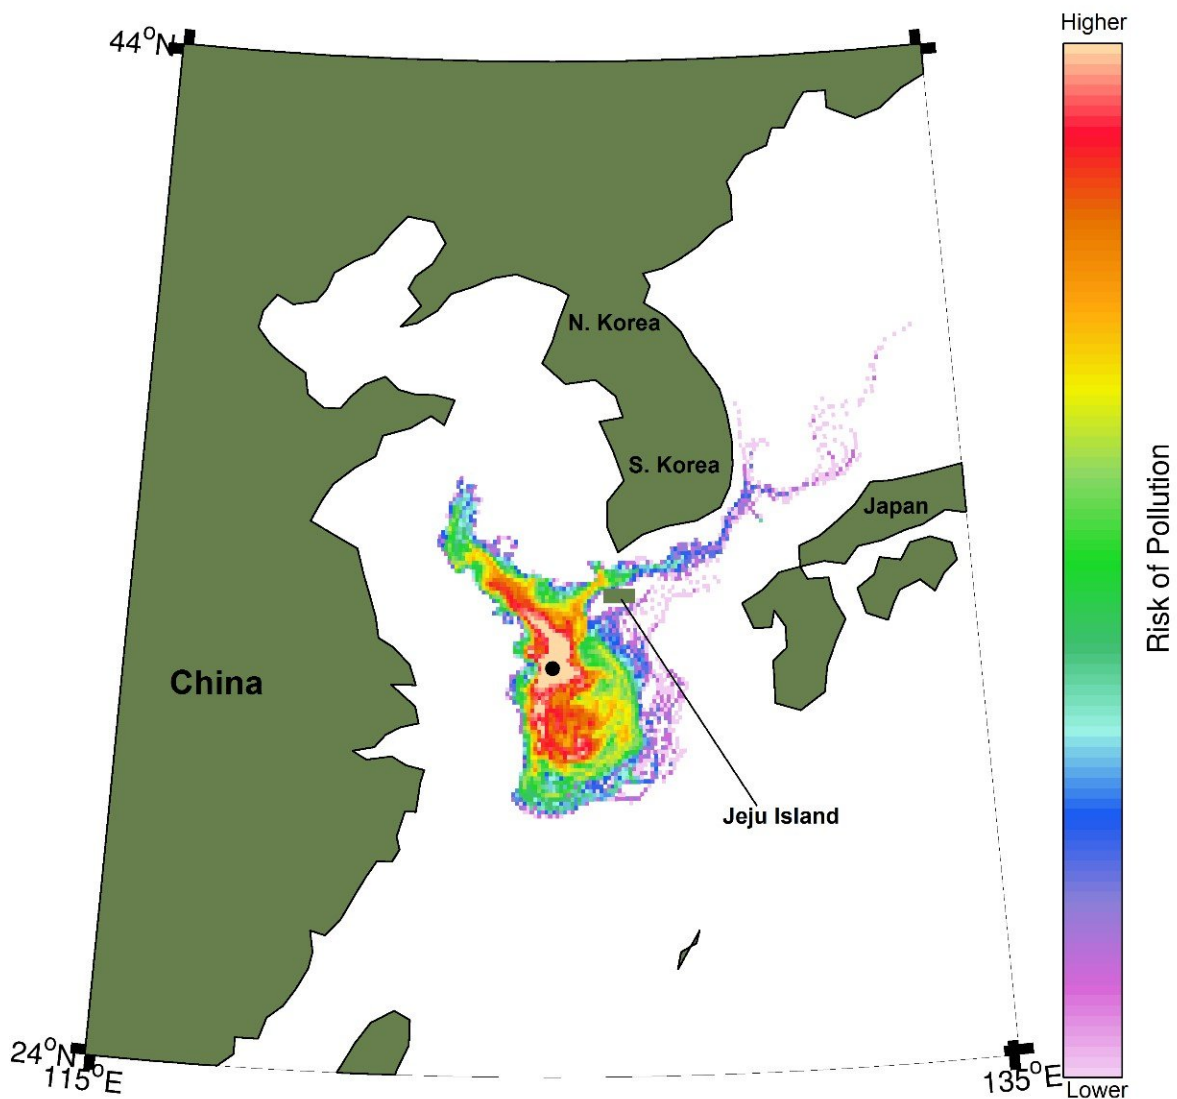 Higher
44°N
N. Korea
S. Korea
Japan
China
Risk of Pollution
Jeju Island
24°N
115°E
135°E
Lower